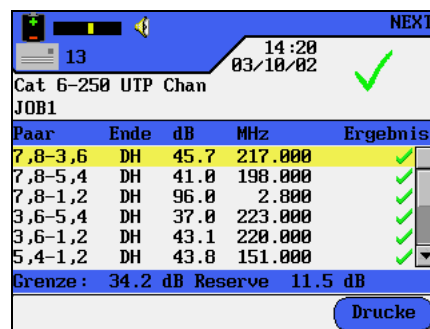 NEXT
13
14:20
03/10/02
Cat 6-250 UTP Chan
JOB1
Paar Ende dB MHz Ergebnis
7,8-3,6 DH 45.7 217.000
7,8-5,4 DH 41.0 198.000
7,8-1,2 DH 96.0 2.800
3,6-5,4 DH 37.0 223.000
3,6-1,2 DH 43.1 220.000
5,4-1,2 DH 43.8 151.000
Grenze: 34.2 dB Reserve 11.5 dB
Drucke